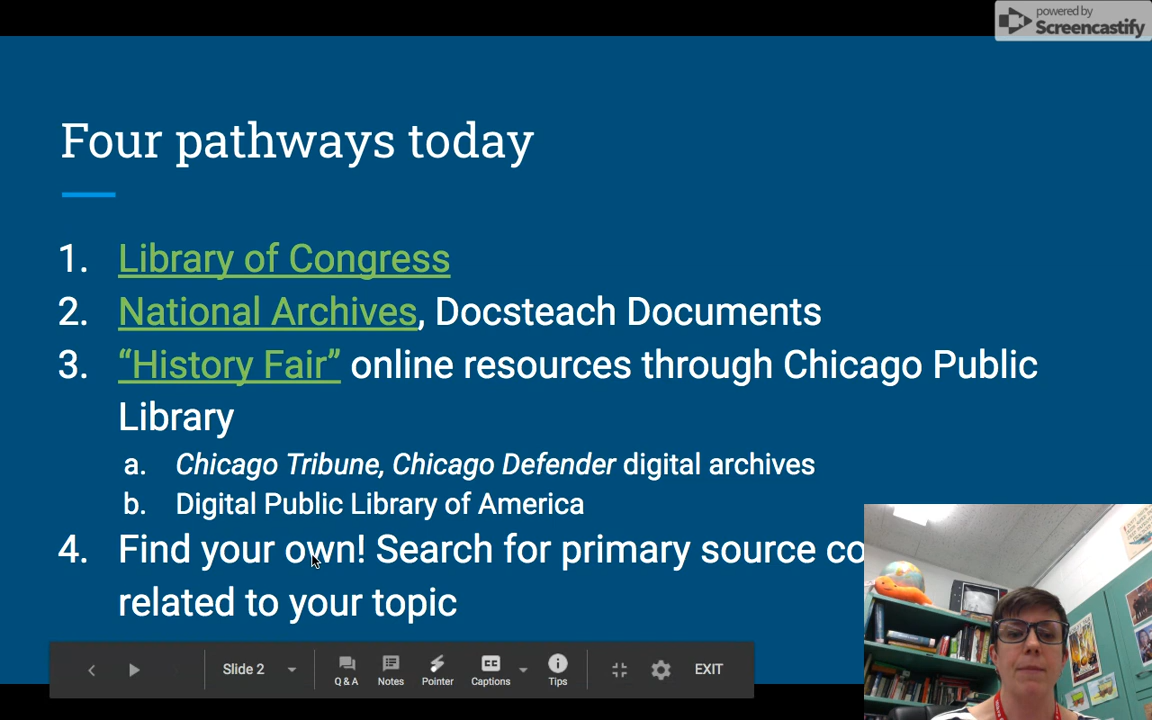 powered by
Screencastify
Four pathways today
1. Library of Congress
2. National Archives, Docsteach Documents
3. “History Fair” online resources through Chicago Public
Library
a. Chicago Tribune, Chicago Defender digital archives
b. Digital Public Library of America
4. Find your own! Search for primary source co
related to your topic
Slide 2
Q & A
Notes
Pointer
Captions
Tips
EXIT